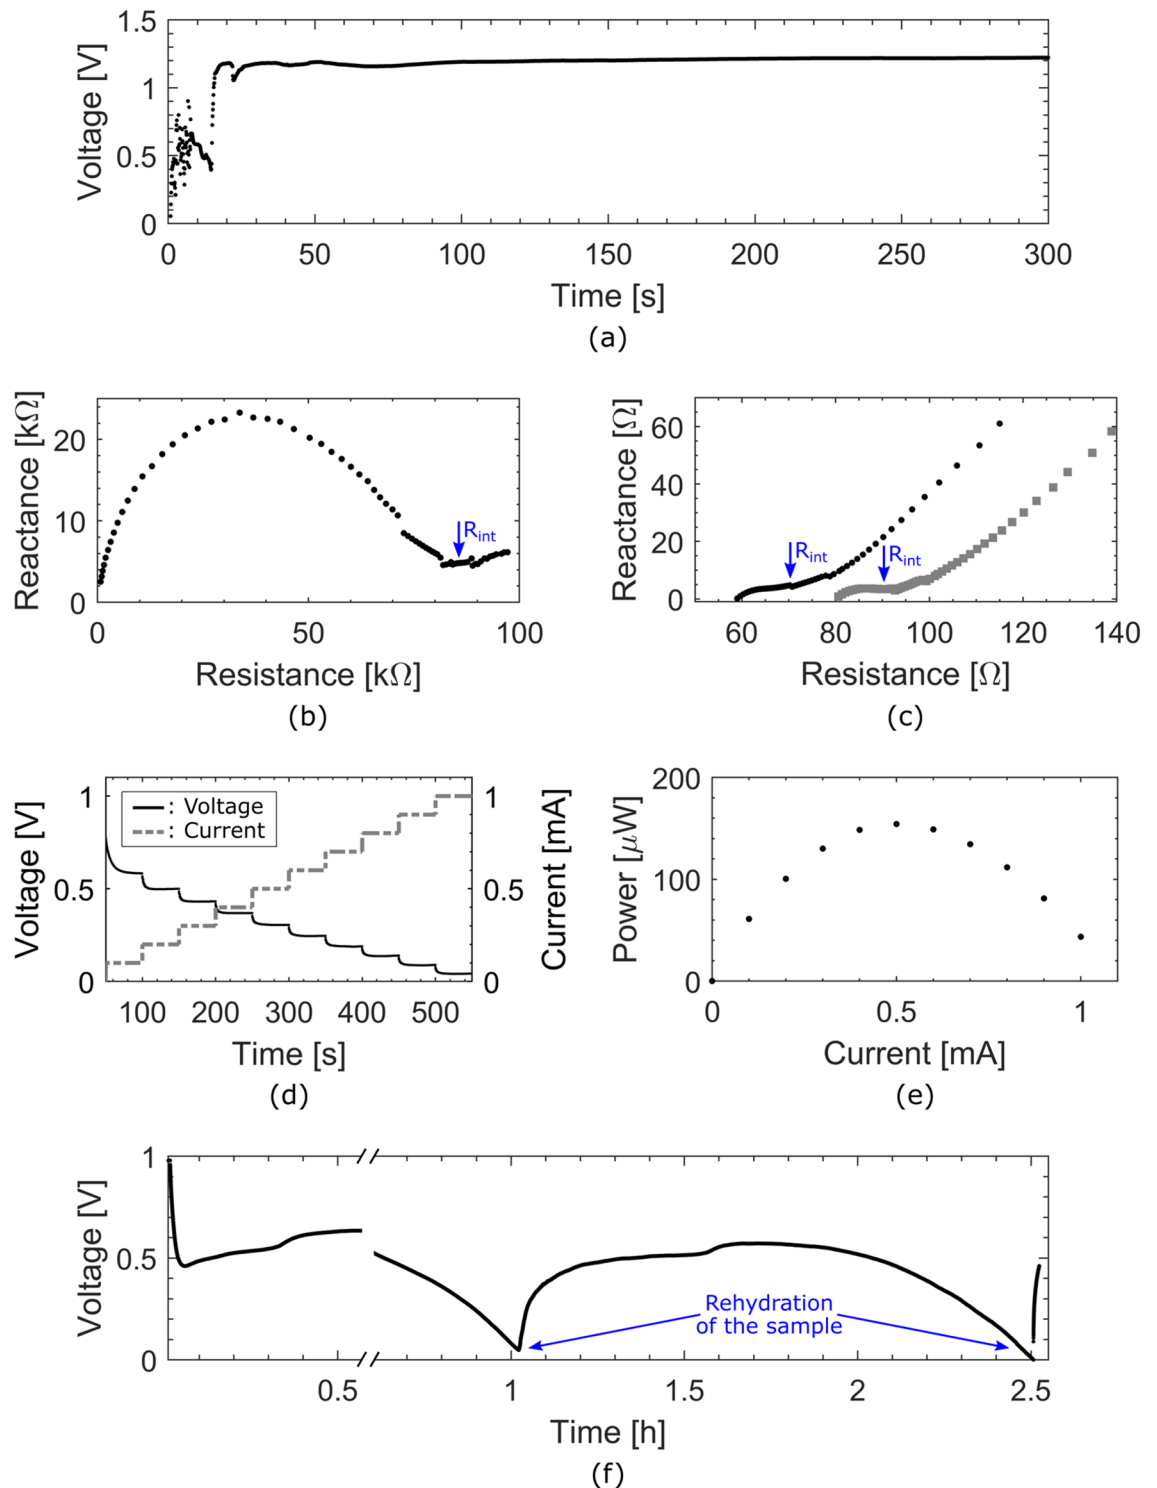 1.5
1
0.5
0
Voltage [V]
0 50 100 150 200 250 300
Time [s]
(a)
Reactance [kΩ]
20
10
0
R_int
0 50 100
Resistance [kΩ]
(b)
Reactance [Ω]
60
40
20
0
R_int
R_int
60 80 100 120 140
Resistance [Ω]
(c)
Voltage [V]
1
0.5
0
: Voltage
: Current
1
0.5
0
Current [mA]
100 200 300 400 500
Time [s]
(d)
Power [μW]
200
100
0
0 0.5 1
Current [mA]
(e)
Voltage [V]
1
0.5
0
Rehydration
of the sample
0.5 1 1.5 2 2.5
Time [h]
(f)